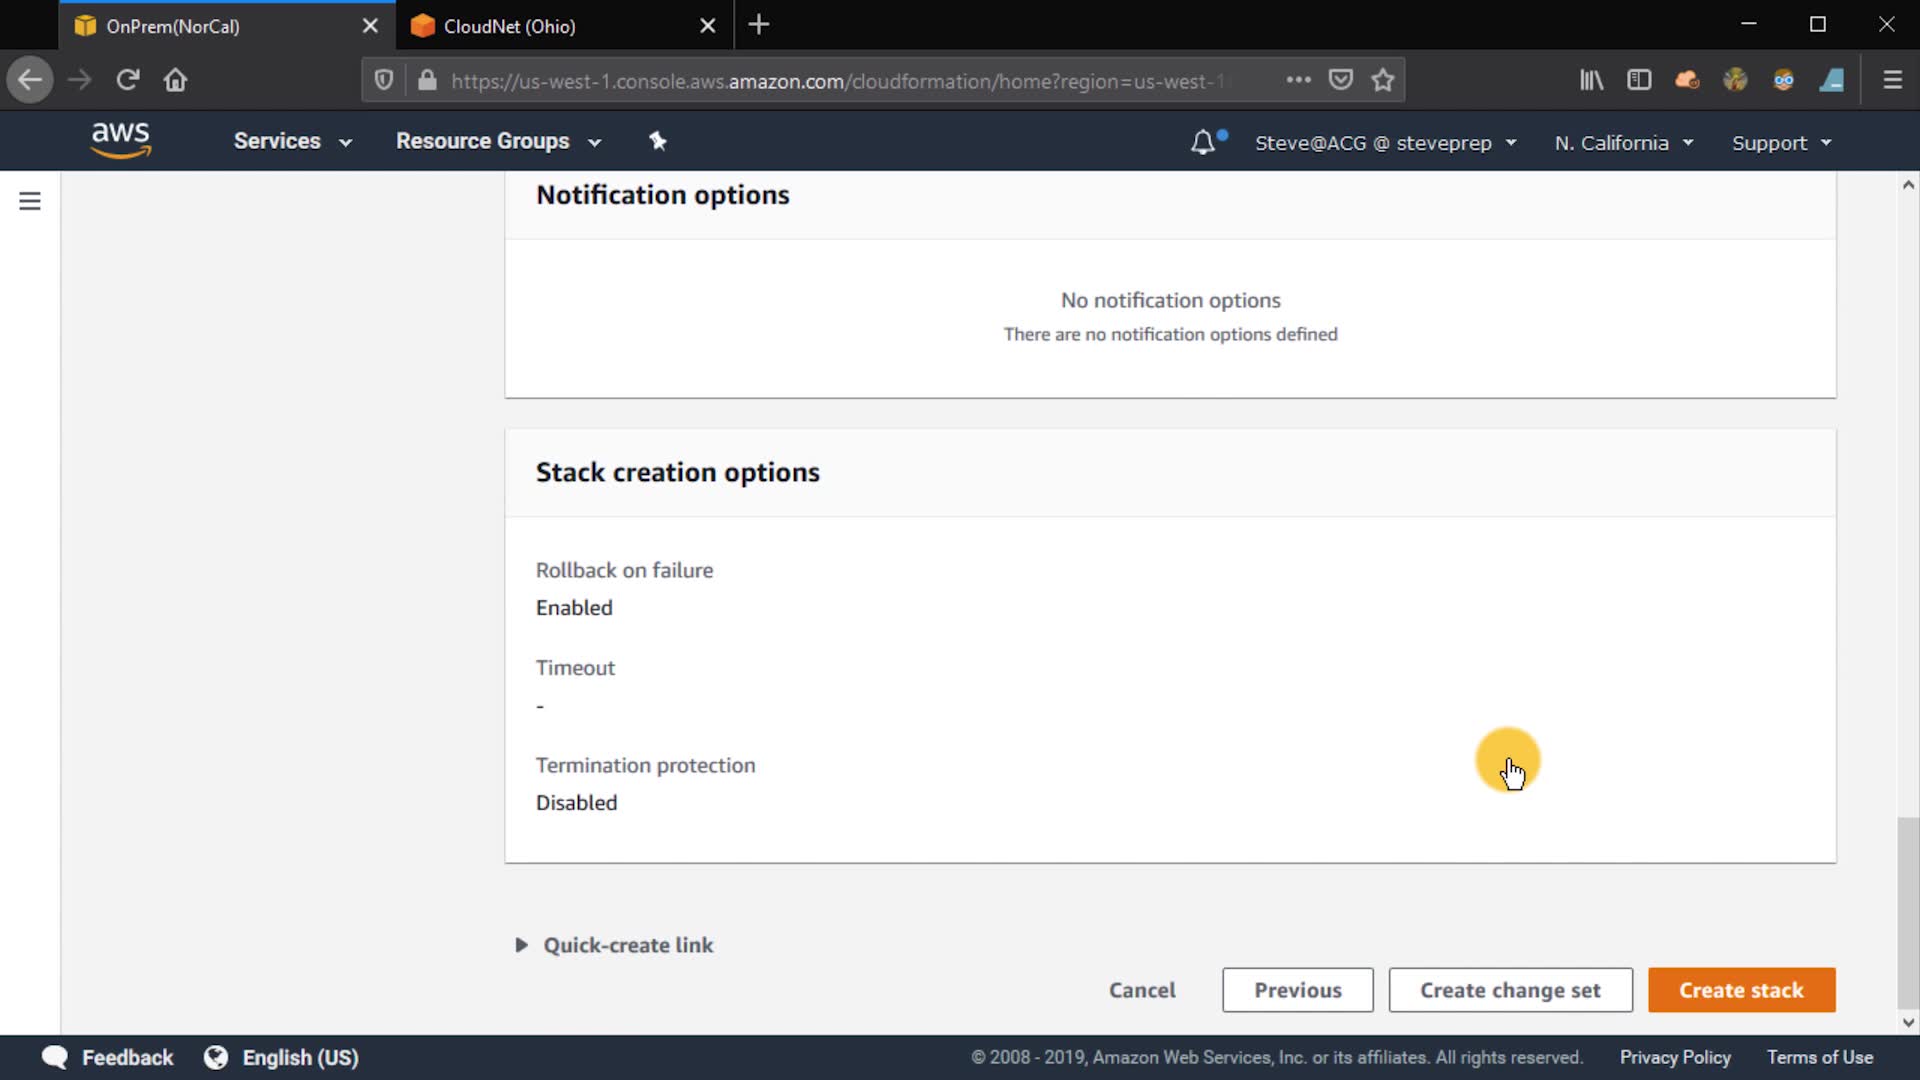 OnPrem(NorCal)
CloudNet (Ohio)
https://us-west-1.console.aws.amazon.com/cloudformation/home?region=us-west-1
aws
Services
Resource Groups
Steve@ACG @ steveprep
N. California
Support
Notification options
No notification options
There are no notification options defined
Stack creation options
Rollback on failure
Enabled
Timeout
-
Termination protection
Disabled
Quick-create link
Cancel
Previous
Create change set
Create stack
Feedback
English (US)
© 2008 - 2019, Amazon Web Services, Inc. or its affiliates. All rights reserved.
Privacy Policy
Terms of Use